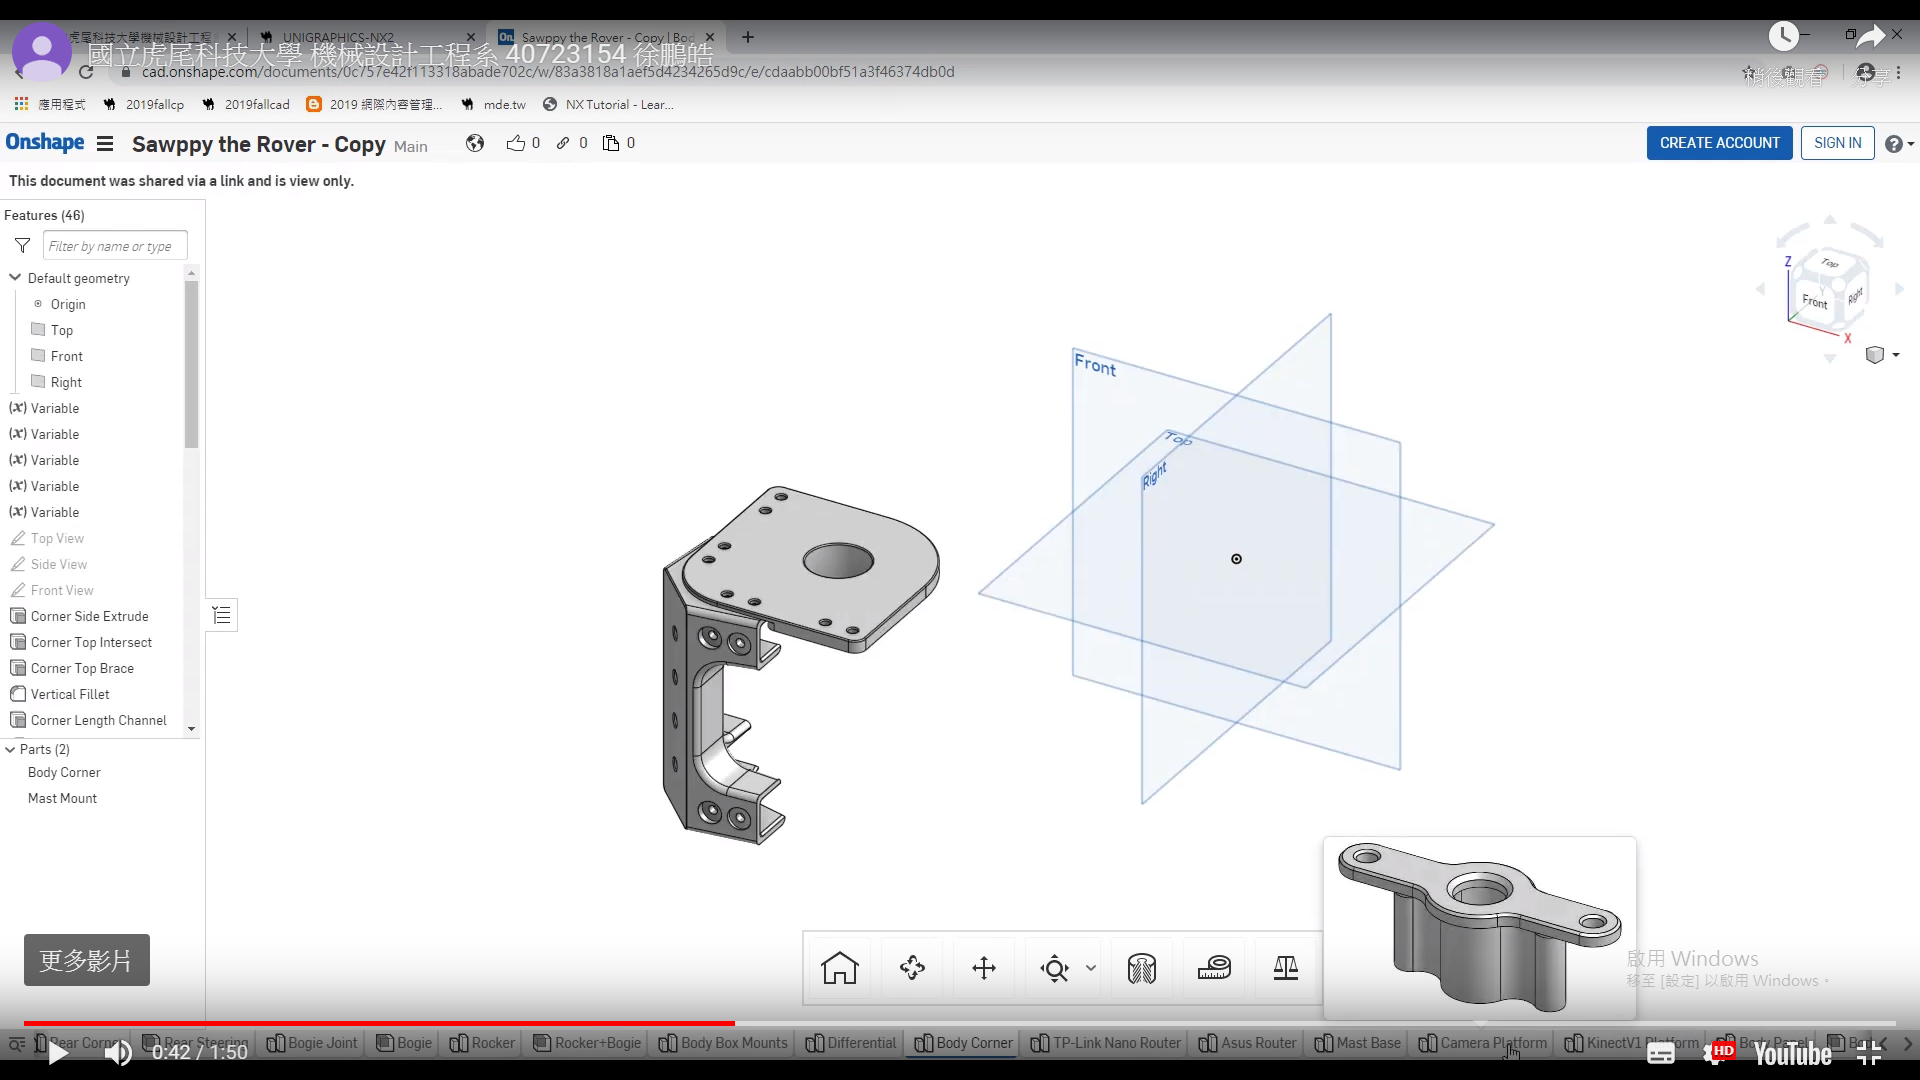 虎尾科技大學機械設計工程
UNIGRAPHICS-NX2
Sawppy the Rover - Copy | Bod
國立虎尾科技大學 機械設計工程系 40723154 徐鵬皓
cad.onshape.com/documents/0c757e42f113318abade702c/w/83a3818a1aef5d4234265d9c/e/cdaabb00bf51a3f46374db0d
稍後觀看
分享
應用程式
2019fallcp
2019fallcad
2019 網際內容管理...
mde.tw
NX Tutorial - Lear...
Onshape
Sawppy the Rover - Copy Main
0
0
0
CREATE ACCOUNT
SIGN IN
This document was shared via a link and is view only.
Features (46)
Filter by name or type
Default geometry
Origin
Top
Front
Right
(x) Variable
(x) Variable
(x) Variable
(x) Variable
(x) Variable
Top View
Side View
Front View
Corner Side Extrude
Corner Top Intersect
Corner Top Brace
Vertical Fillet
Corner Length Channel
Parts (2)
Body Corner
Mast Mount
Front
Top
Right
Z
Top
Y
Front
Right
X
更多影片
啟用 Windows
移至 [設定] 以啟用 Windows。
Rear Corner
Rear Steering
Bogie Joint
Bogie
Rocker
Rocker+Bogie
Body Box Mounts
Differential
Body Corner
TP-Link Nano Router
Asus Router
Mast Base
Camera Platform
KinectV1 Platform
Body Panel
0:42 / 1:50
HD
YouTube